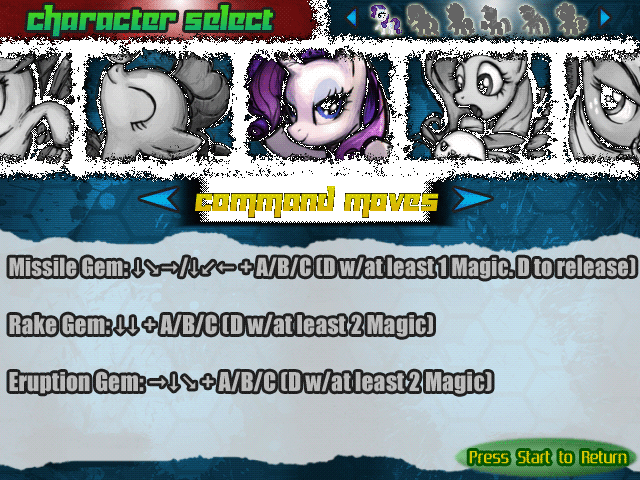 character select
command moves
Missile Gem: ↓↘→/↓↙← + A/B/C (D w/at least 1 Magic. D to release)
Rake Gem: ↓↓ + A/B/C (D w/at least 2 Magic)
Eruption Gem: →↓↘ + A/B/C (D w/at least 2 Magic)
Press Start to Return